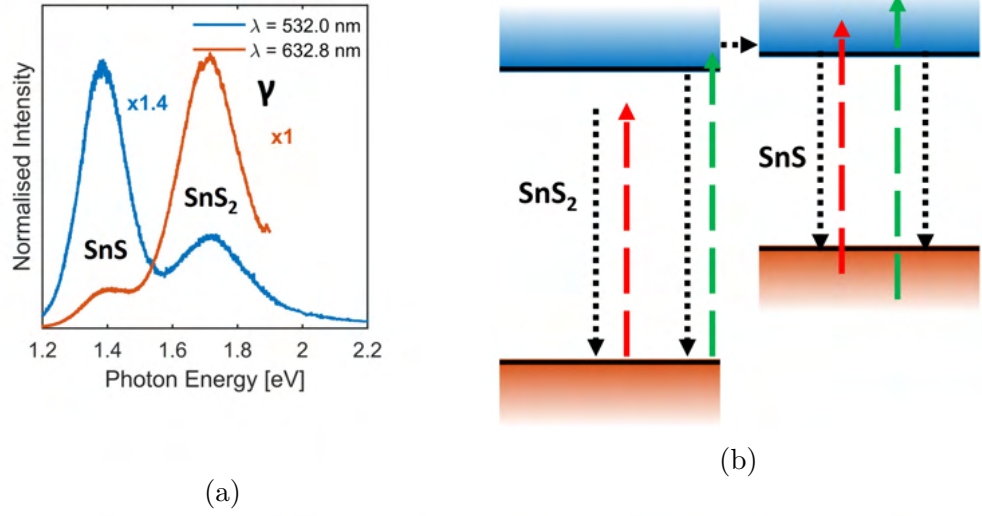 λ = 532.0 nm
λ = 632.8 nm
γ
x1.4
x1
SnS₂
SnS
Normalised Intensity
1.2 1.4 1.6 1.8 2 2.2
Photon Energy [eV]
(a)
SnS₂
SnS
(b)